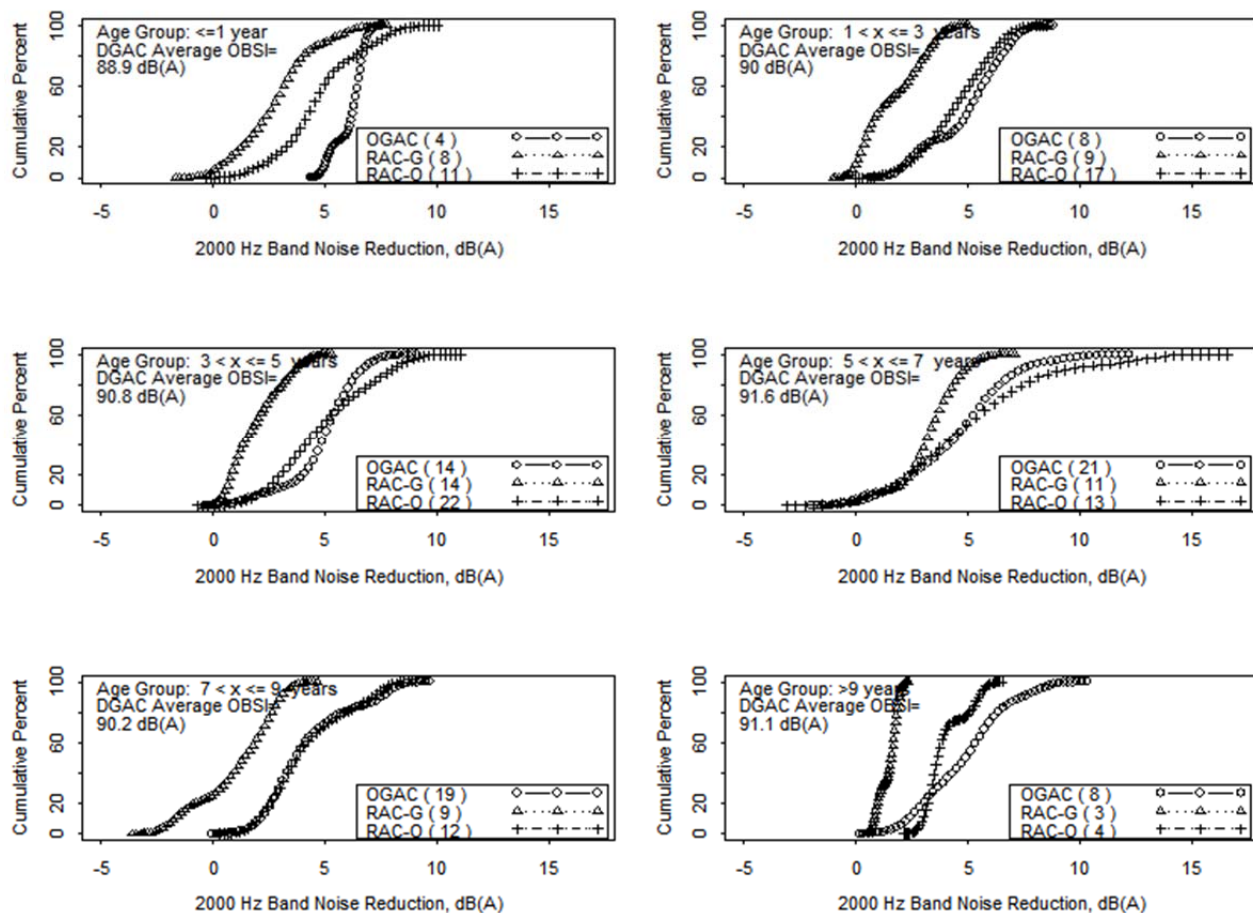 Cumulative Percent
0
20
60
100
Age Group: <=1 year
DGAC Average OBSI=
88.9 dB(A)
OGAC ( 4 )
RAC-G ( 8 )
RAC-O ( 11 )
-5 0 5 10 15
2000 Hz Band Noise Reduction, dB(A)
Cumulative Percent
0
20
60
100
Age Group: 1 < x <= 3 years
DGAC Average OBSI=
90 dB(A)
OGAC ( 8 )
RAC-G ( 9 )
RAC-O ( 17 )
-5 0 5 10 15
2000 Hz Band Noise Reduction, dB(A)
Cumulative Percent
0
20
60
100
Age Group: 3 < x <= 5 years
DGAC Average OBSI=
90.8 dB(A)
OGAC ( 14 )
RAC-G ( 14 )
RAC-O ( 22 )
-5 0 5 10 15
2000 Hz Band Noise Reduction, dB(A)
Cumulative Percent
0
20
60
100
Age Group: 5 < x <= 7 years
DGAC Average OBSI=
91.6 dB(A)
OGAC ( 21 )
RAC-G ( 11 )
RAC-O ( 13 )
-5 0 5 10 15
2000 Hz Band Noise Reduction, dB(A)
Cumulative Percent
0
20
60
100
Age Group: 7 < x <= 9 years
DGAC Average OBSI=
90.2 dB(A)
OGAC ( 19 )
RAC-G ( 9 )
RAC-O ( 12 )
-5 0 5 10 15
2000 Hz Band Noise Reduction, dB(A)
Cumulative Percent
0
20
60
100
Age Group: >9 years
DGAC Average OBSI=
91.1 dB(A)
OGAC ( 8 )
RAC-G ( 3 )
RAC-O ( 4 )
-5 0 5 10 15
2000 Hz Band Noise Reduction, dB(A)